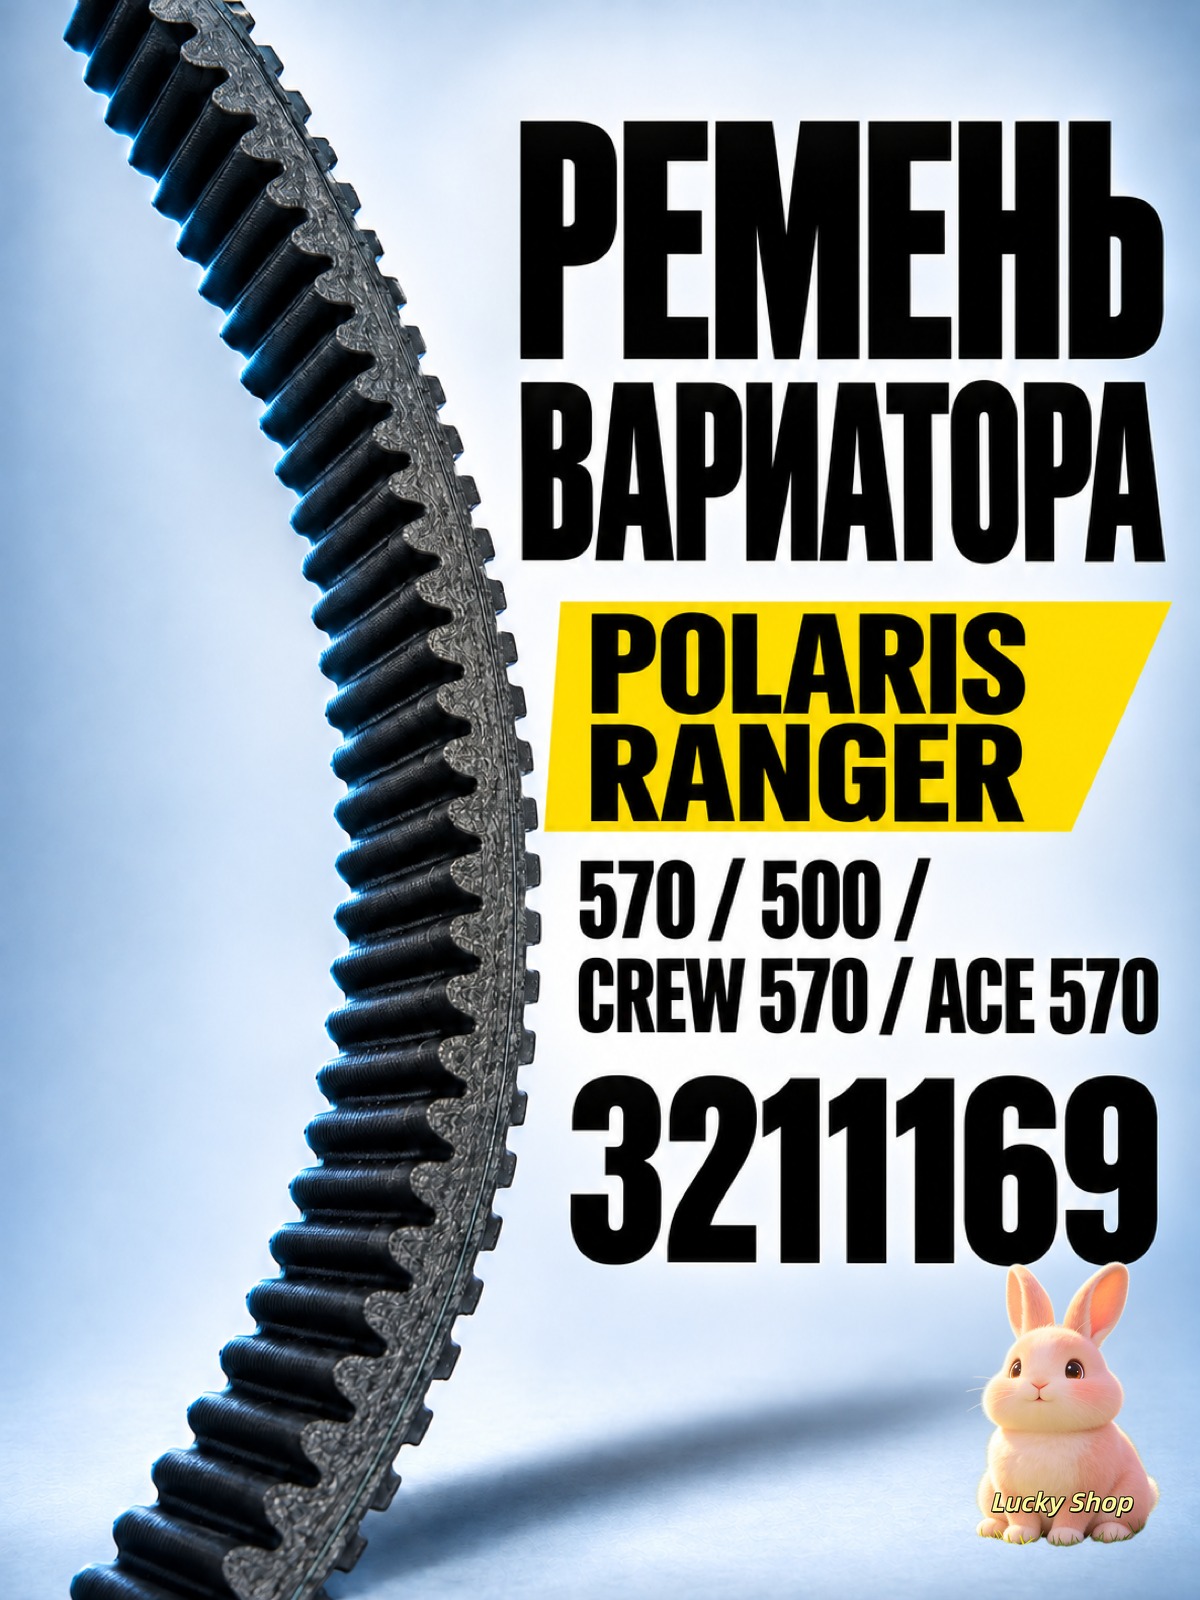 РЕМЕНЬ
ВАРИАТОРА
POLARIS
RANGER
570 / 500 /
CREW 570 / ACE 570
3211169
Lucky Shop